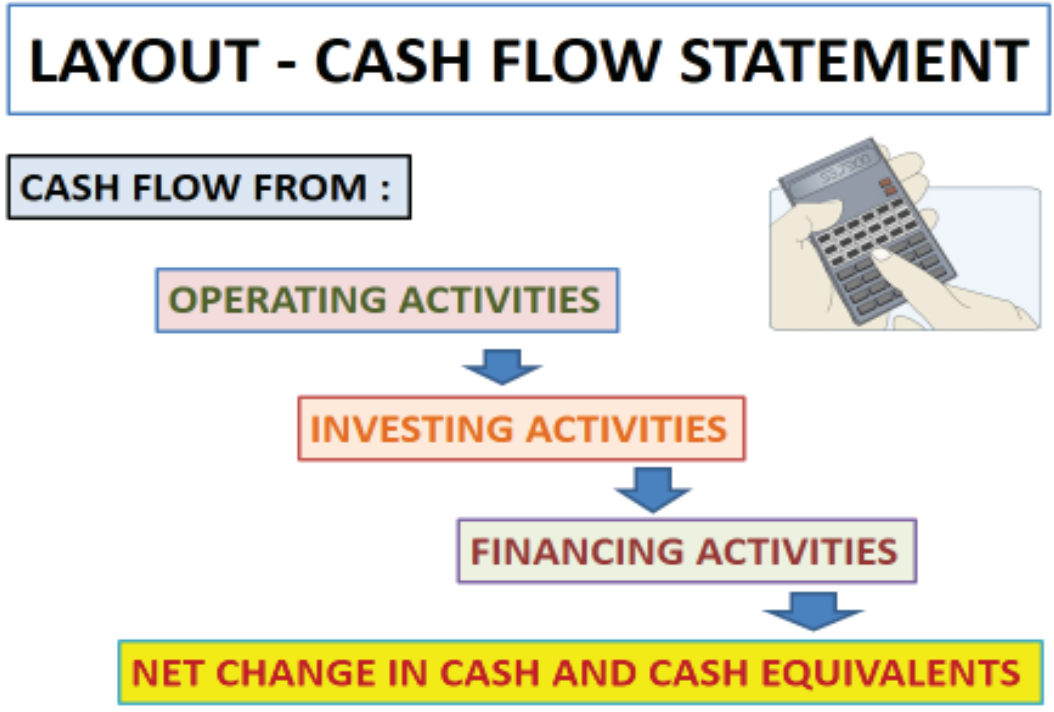 LAYOUT - CASH FLOW STATEMENT
CASH FLOW FROM :
OPERATING ACTIVITIES
INVESTING ACTIVITIES
FINANCING ACTIVITIES
NET CHANGE IN CASH AND CASH EQUIVALENTS